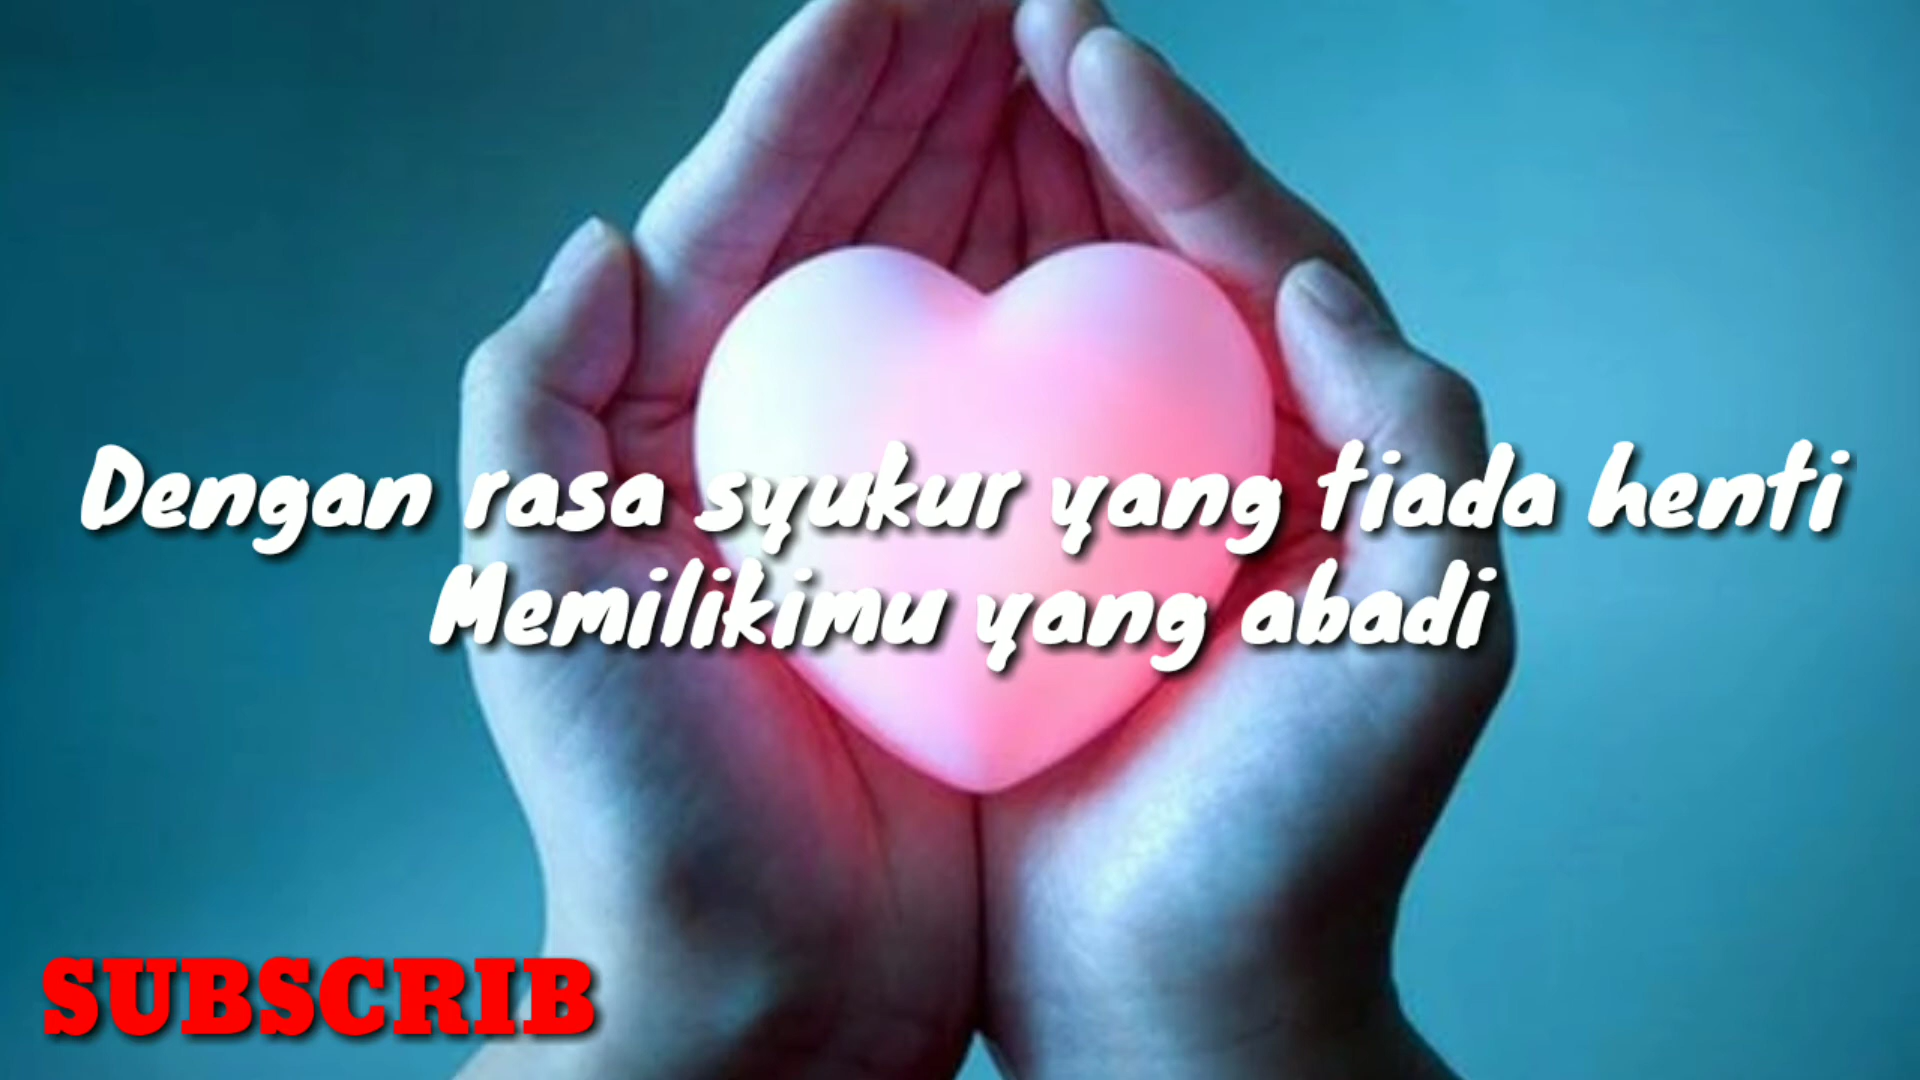 Dengan rasa syukur yang tiada henti
Memilikimu yang abadi
SUBSCRIB